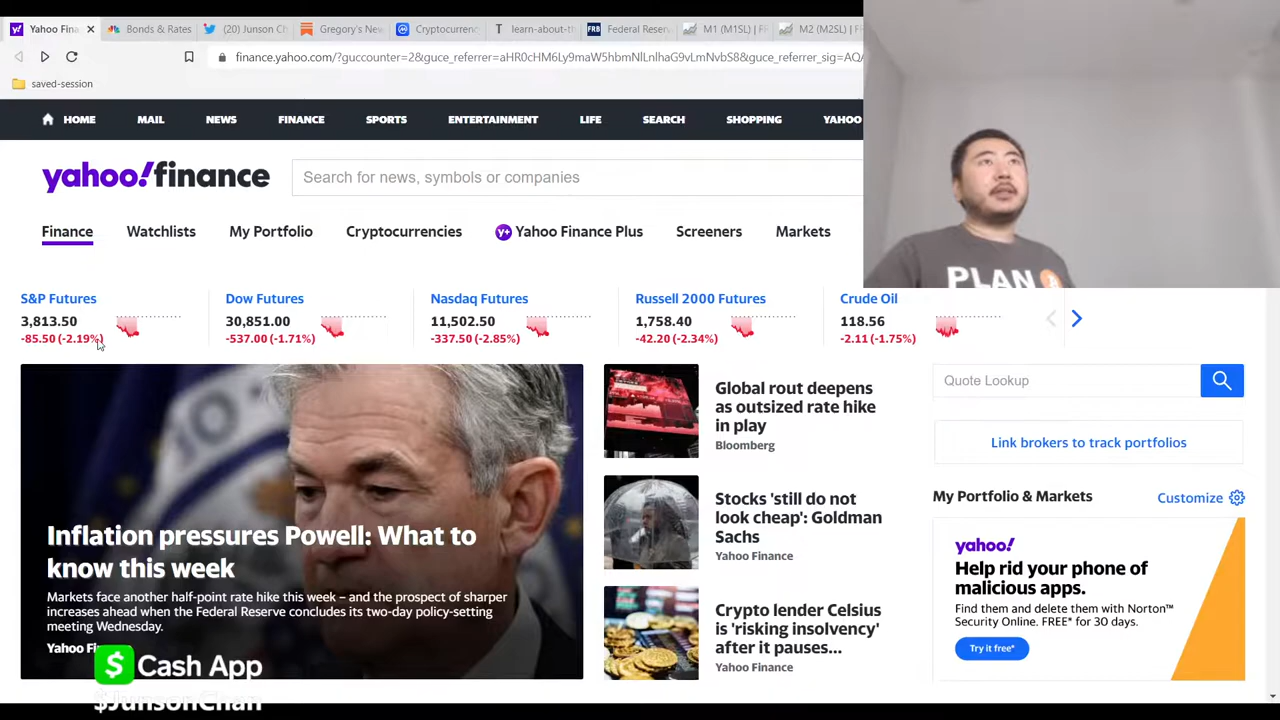 Yahoo Fina
Bonds & Rates
(20) Junson Ch
Gregory's New
Cryptocurrenc
learn-about-th
Federal Reserv
M1 (M1SL) | F
M2 (M2SL) | FR
finance.yahoo.com/?guccounter=2&guce_referrer=aHR0cHM6Ly9maW5hbmNlLnlhaG9vLmNvbS8&guce_referrer_sig=AQA
saved-session
HOME MAIL NEWS FINANCE SPORTS ENTERTAINMENT LIFE SEARCH SHOPPING YAHOO
yahoo!finance
Search for news, symbols or companies
Finance Watchlists My Portfolio Cryptocurrencies Y+ Yahoo Finance Plus Screeners Markets
PLAN
S&P Futures
3,813.50
-85.50 (-2.19%)
Dow Futures
30,851.00
-537.00 (-1.71%)
Nasdaq Futures
11,502.50
-337.50 (-2.85%)
Russell 2000 Futures
1,758.40
-42.20 (-2.34%)
Crude Oil
118.56
-2.11 (-1.75%)
Inflation pressures Powell: What to
know this week
Markets face another half-point rate hike this week – and the prospect of sharper
increases ahead when the Federal Reserve concludes its two-day policy-setting
meeting Wednesday.
Yahoo Fi
$ Cash App
$JunsonChan
Global rout deepens
as outsized rate hike
in play
Bloomberg
Stocks 'still do not
look cheap': Goldman
Sachs
Yahoo Finance
Crypto lender Celsius
is 'risking insolvency'
after it pauses...
Yahoo Finance
Quote Lookup
Link brokers to track portfolios
My Portfolio & Markets
Customize
yahoo!
Help rid your phone of
malicious apps.
Find them and delete them with Norton™
Security Online. FREE* for 30 days.
Try it free*